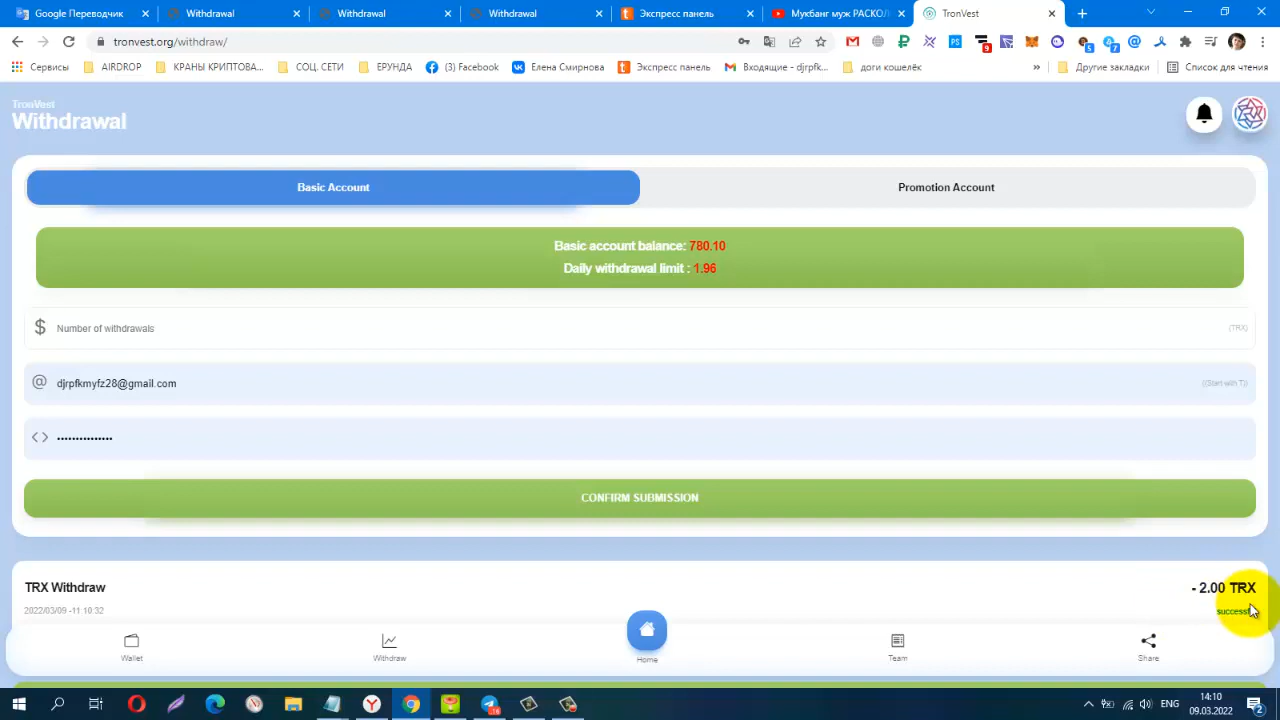 Google Переводчик
Withdrawal
Withdrawal
Withdrawal
Экспресс панель
Мукбанг муж РАСКОЛ
TronVest
tronvest.org/withdraw/
9
5
7
Сервисы
AIRDROP
КРАНЫ КРИПТОВА...
СОЦ. СЕТИ
ЕРУНДА
(3) Facebook
Елена Смирнова
Экспресс панель
Входящие - djrpfk...
доги кошелёк
»
Другие закладки
Список для чтения
TronVest
Withdrawal
Basic Account
Promotion Account
Basic account balance: 780.10
Daily withdrawal limit : 1.96
$ Number of withdrawals (TRX)
@ djrpfkmyfz28@gmail.com ((Start with T))
<> •••••••••••••••
CONFIRM SUBMISSION
TRX Withdraw
- 2.00 TRX
2022/03/09 -11:10:32
success
Wallet
Withdraw
Home
Team
Share
ENG
14:10
09.03.2022
2